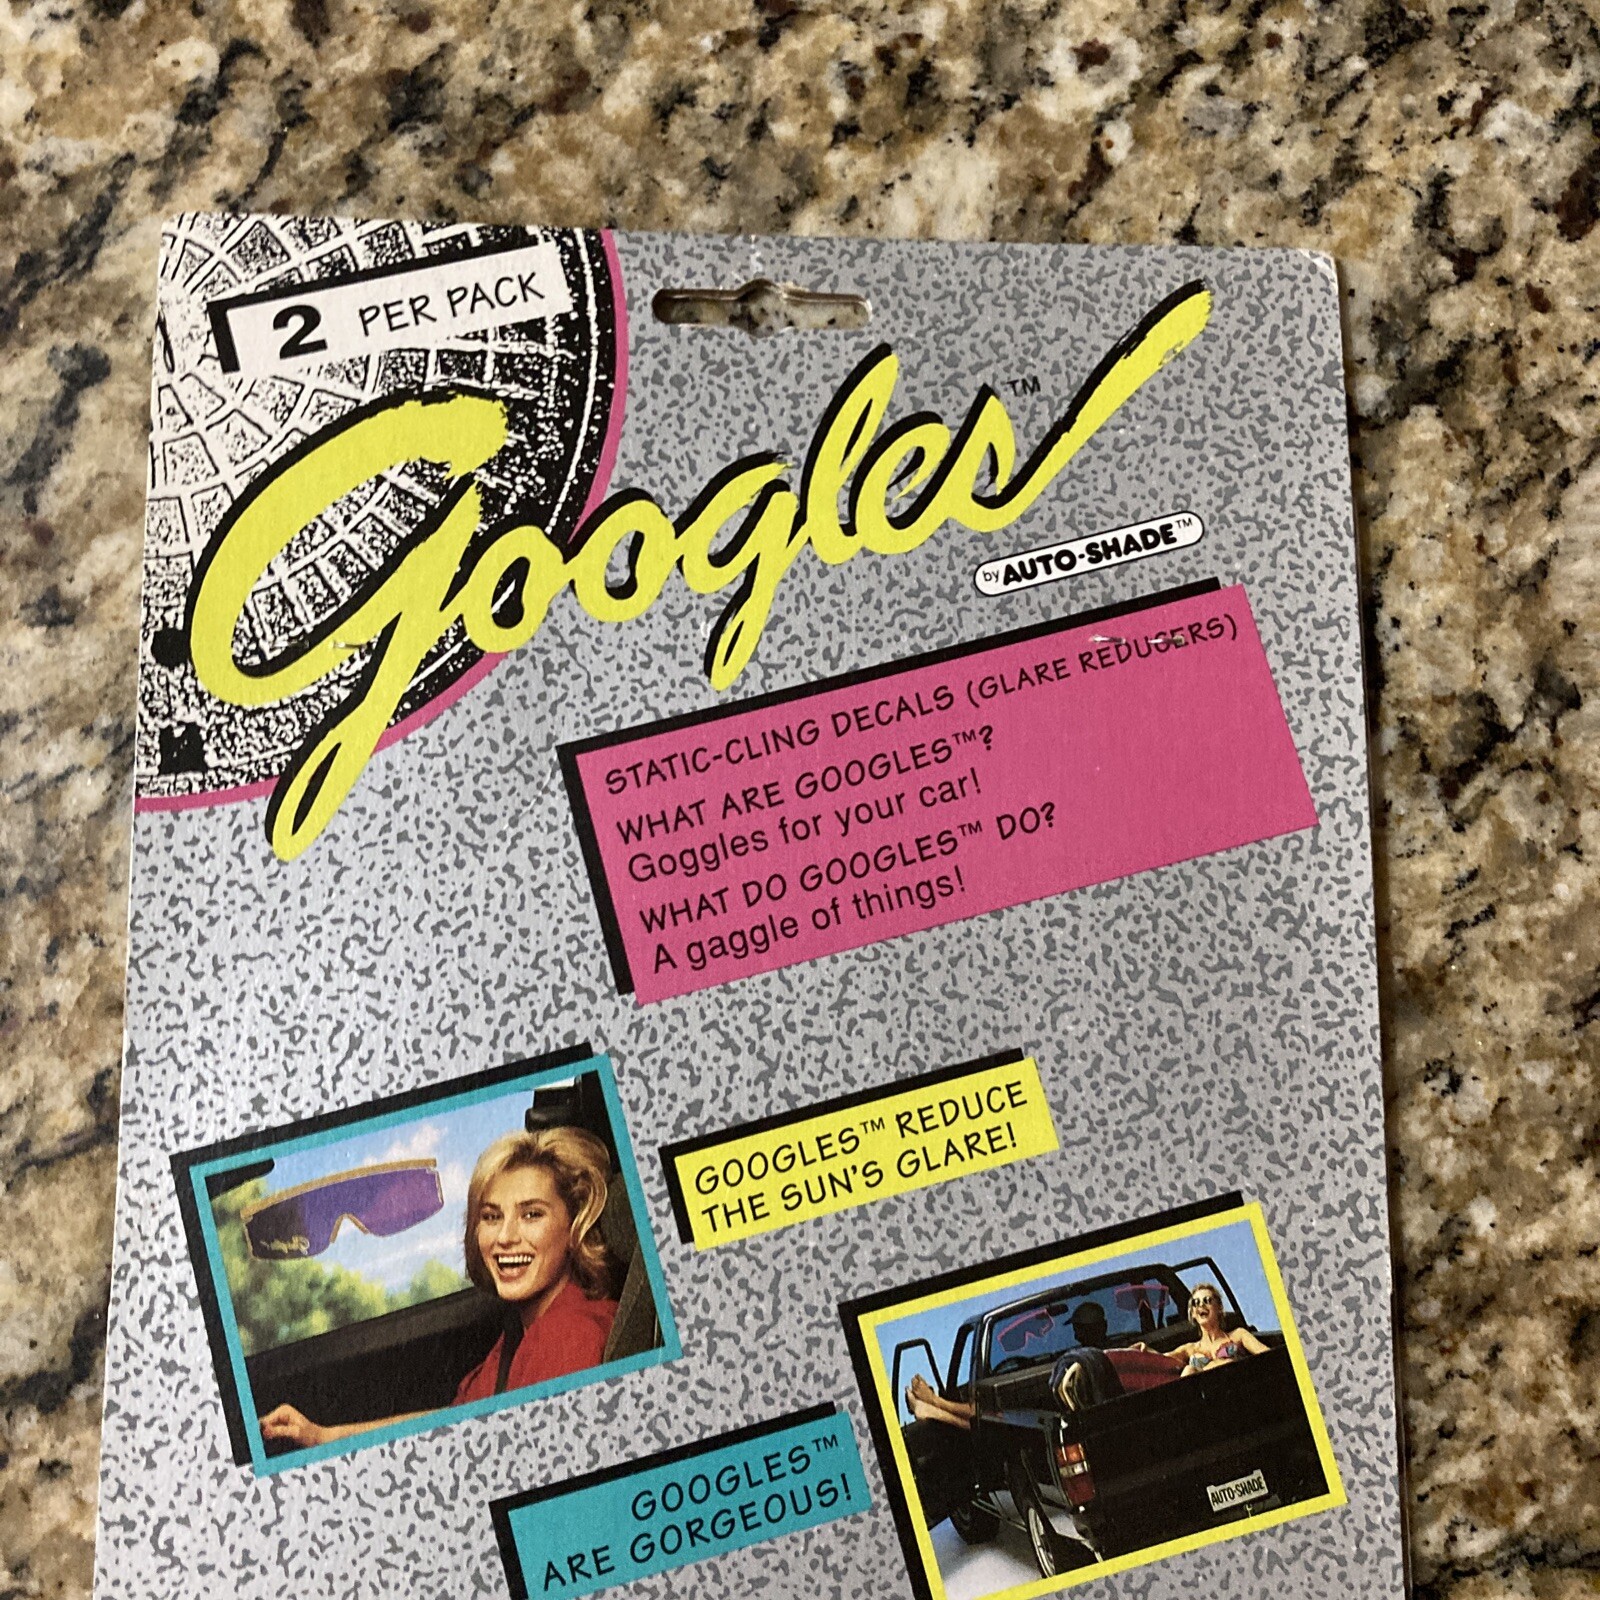 2 PER PACK
Googles™
by AUTO-SHADE™
STATIC-CLING DECALS (GLARE REDUCERS)
WHAT ARE GOOGLES™?
Goggles for your car!
WHAT DO GOOGLES™ DO?
A gaggle of things!
GOOGLES™ REDUCE
THE SUN'S GLARE!
Googles
GOOGLES™
ARE GORGEOUS!
AUTO-SHADE